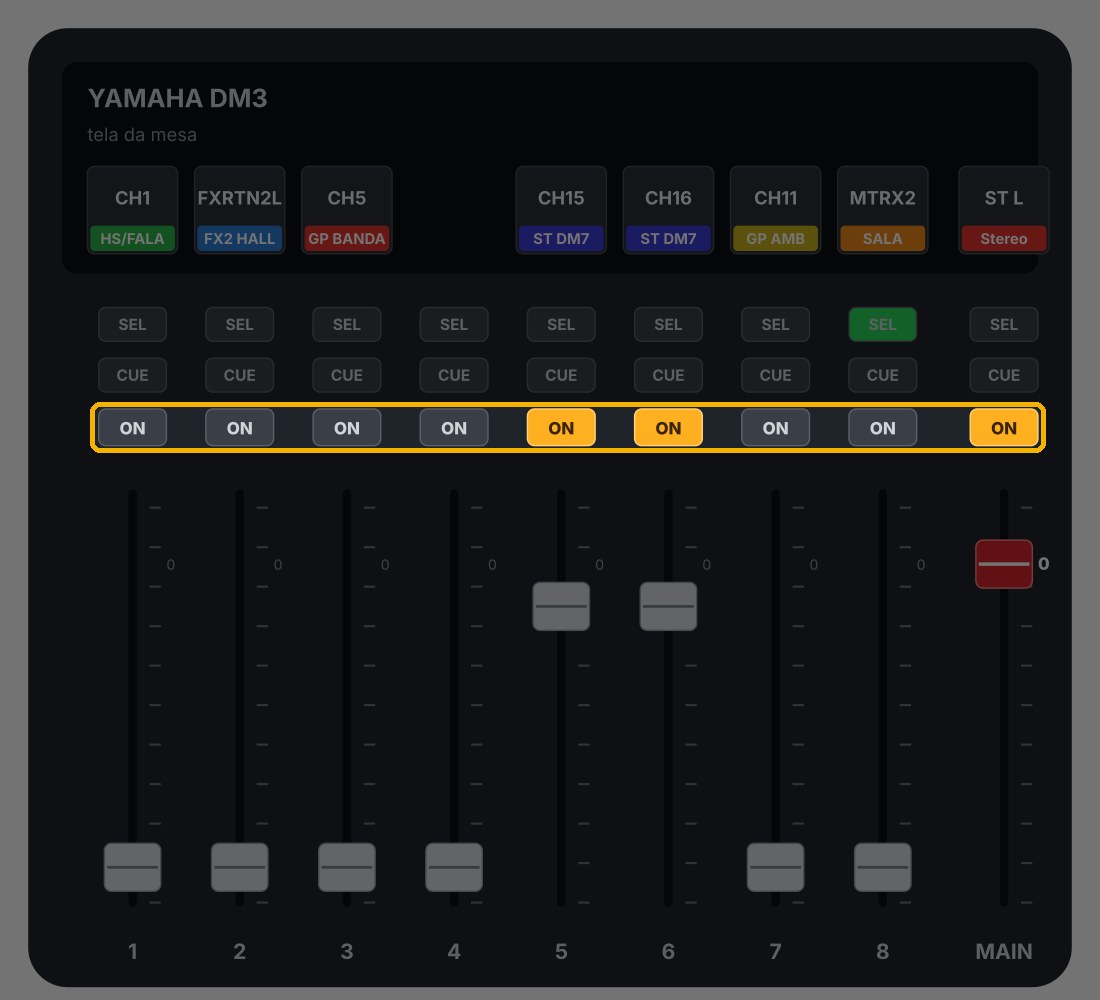 YAMAHA DM3
tela da mesa
CH1 FXRTN2L CH5 CH15 CH16 CH11 MTRX2 ST L
HS/FALA FX2 HALL GP BANDA ST DM7 ST DM7 GP AMB SALA Stereo
SEL SEL SEL SEL SEL SEL SEL SEL SEL
CUE CUE CUE CUE CUE CUE CUE CUE CUE
ON ON ON ON ON ON ON ON ON
0 0 0 0 0 0 0 0 0
1 2 3 4 5 6 7 8 MAIN